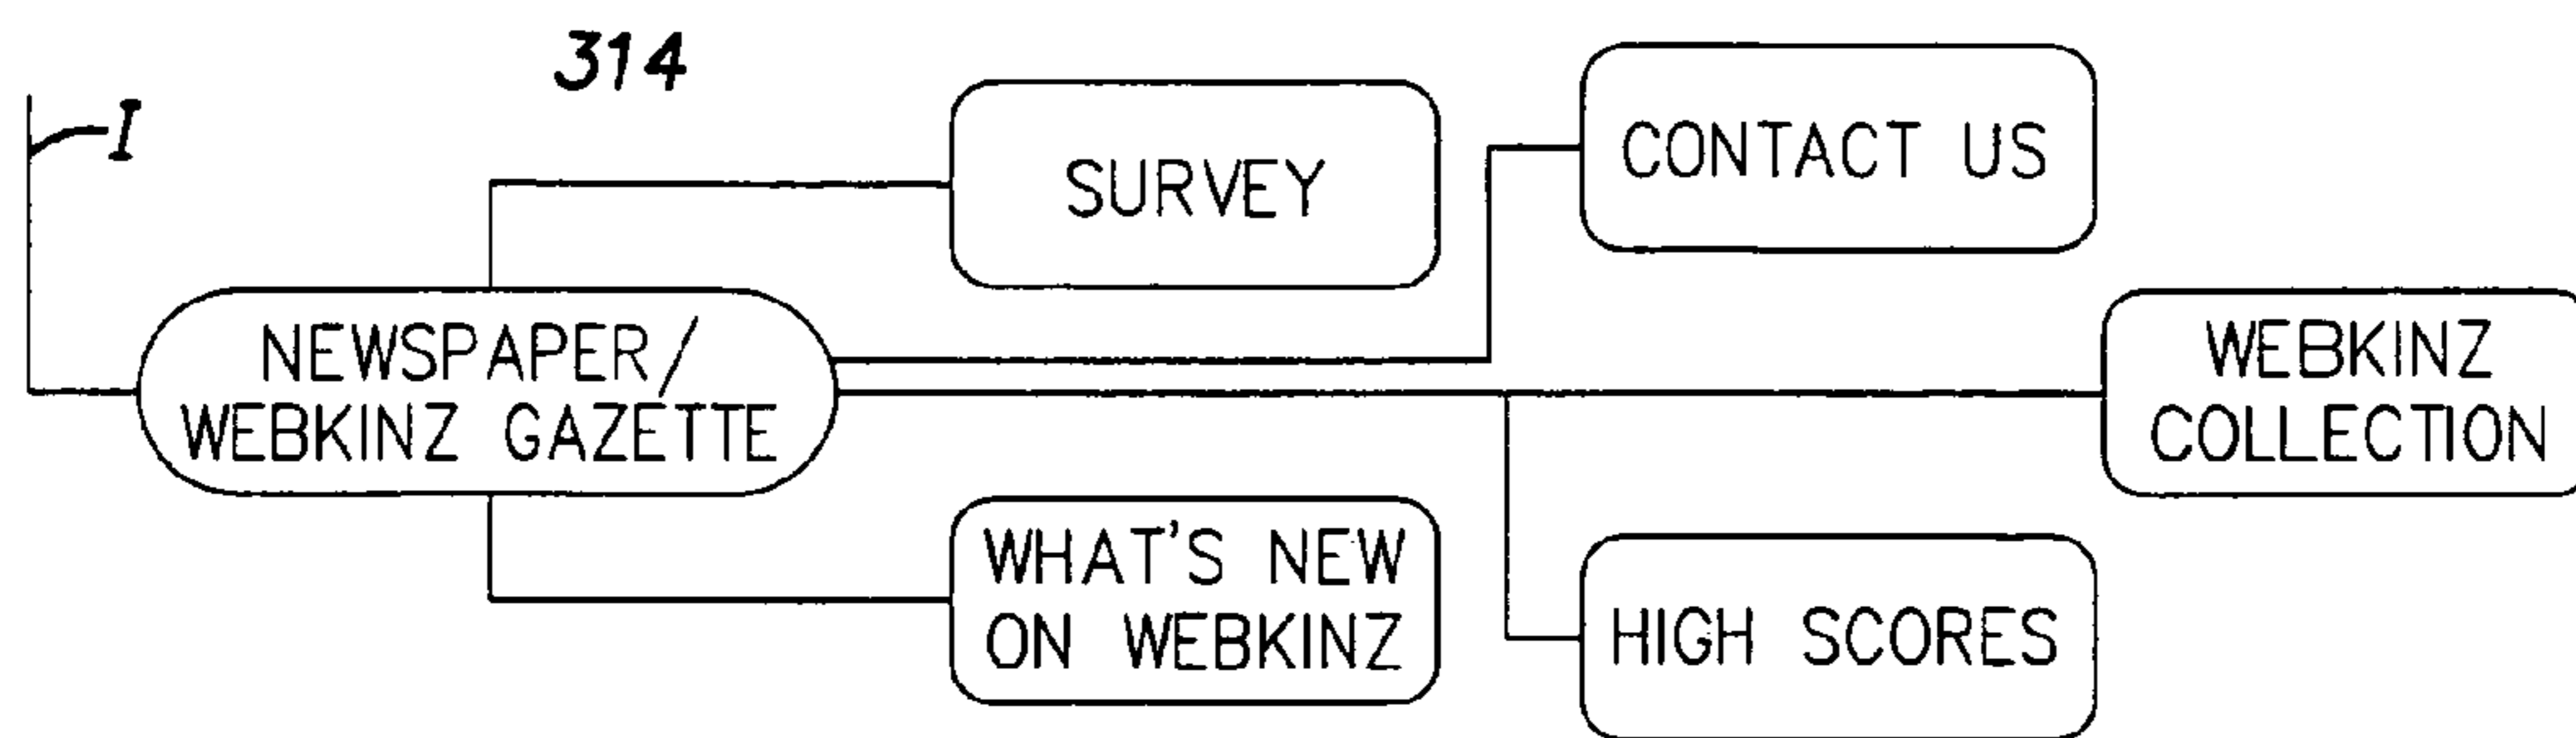 314
I
SURVEY
CONTACT US
NEWSPAPER/
WEBKINZ GAZETTE
WEBKINZ
COLLECTION
WHAT'S NEW
ON WEBKINZ
HIGH SCORES